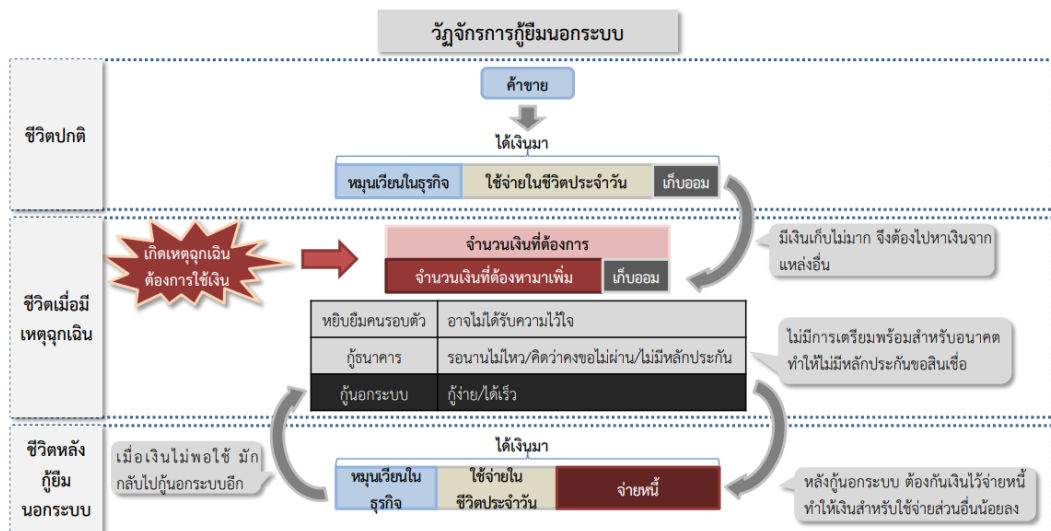 วัฏจักรการกู้ยืมนอกระบบ
ชีวิตปกติ
ค้าขาย
ได้เงินมา
หมุนเวียนในธุรกิจ
ใช้จ่ายในชีวิตประจำวัน
เก็บออม
ชีวิตเมื่อมี
เหตุฉุกเฉิน
เกิดเหตุฉุกเฉิน
ต้องการใช้เงิน
จำนวนเงินที่ต้องการ
จำนวนเงินที่ต้องหามาเพิ่ม
เก็บออม
มีเงินเก็บไม่มาก จึงต้องไปหาเงินจาก
แหล่งอื่น
หยิบยืมคนรอบตัว
อาจไม่ได้รับความไว้ใจ
กู้ธนาคาร
รอนานไม่ไหว/คิดว่าคงขอไม่ผ่าน/ไม่มีหลักประกัน
กู้นอกระบบ
กู้ง่าย/ได้เร็ว
ไม่มีการเตรียมพร้อมสำหรับอนาคต
ทำให้ไม่มีหลักประกันขอสินเชื่อ
ชีวิตหลัง
กู้ยืม
นอกระบบ
เมื่อเงินไม่พอใช้ มัก
กลับไปกู้นอกระบบอีก
ได้เงินมา
หมุนเวียนใน
ธุรกิจ
ใช้จ่ายใน
ชีวิตประจำวัน
จ่ายหนี้
หลังกู้นอกระบบ ต้องกันเงินไว้จ่ายหนี้
ทำให้เงินสำหรับใช้จ่ายส่วนอื่นน้อยลง